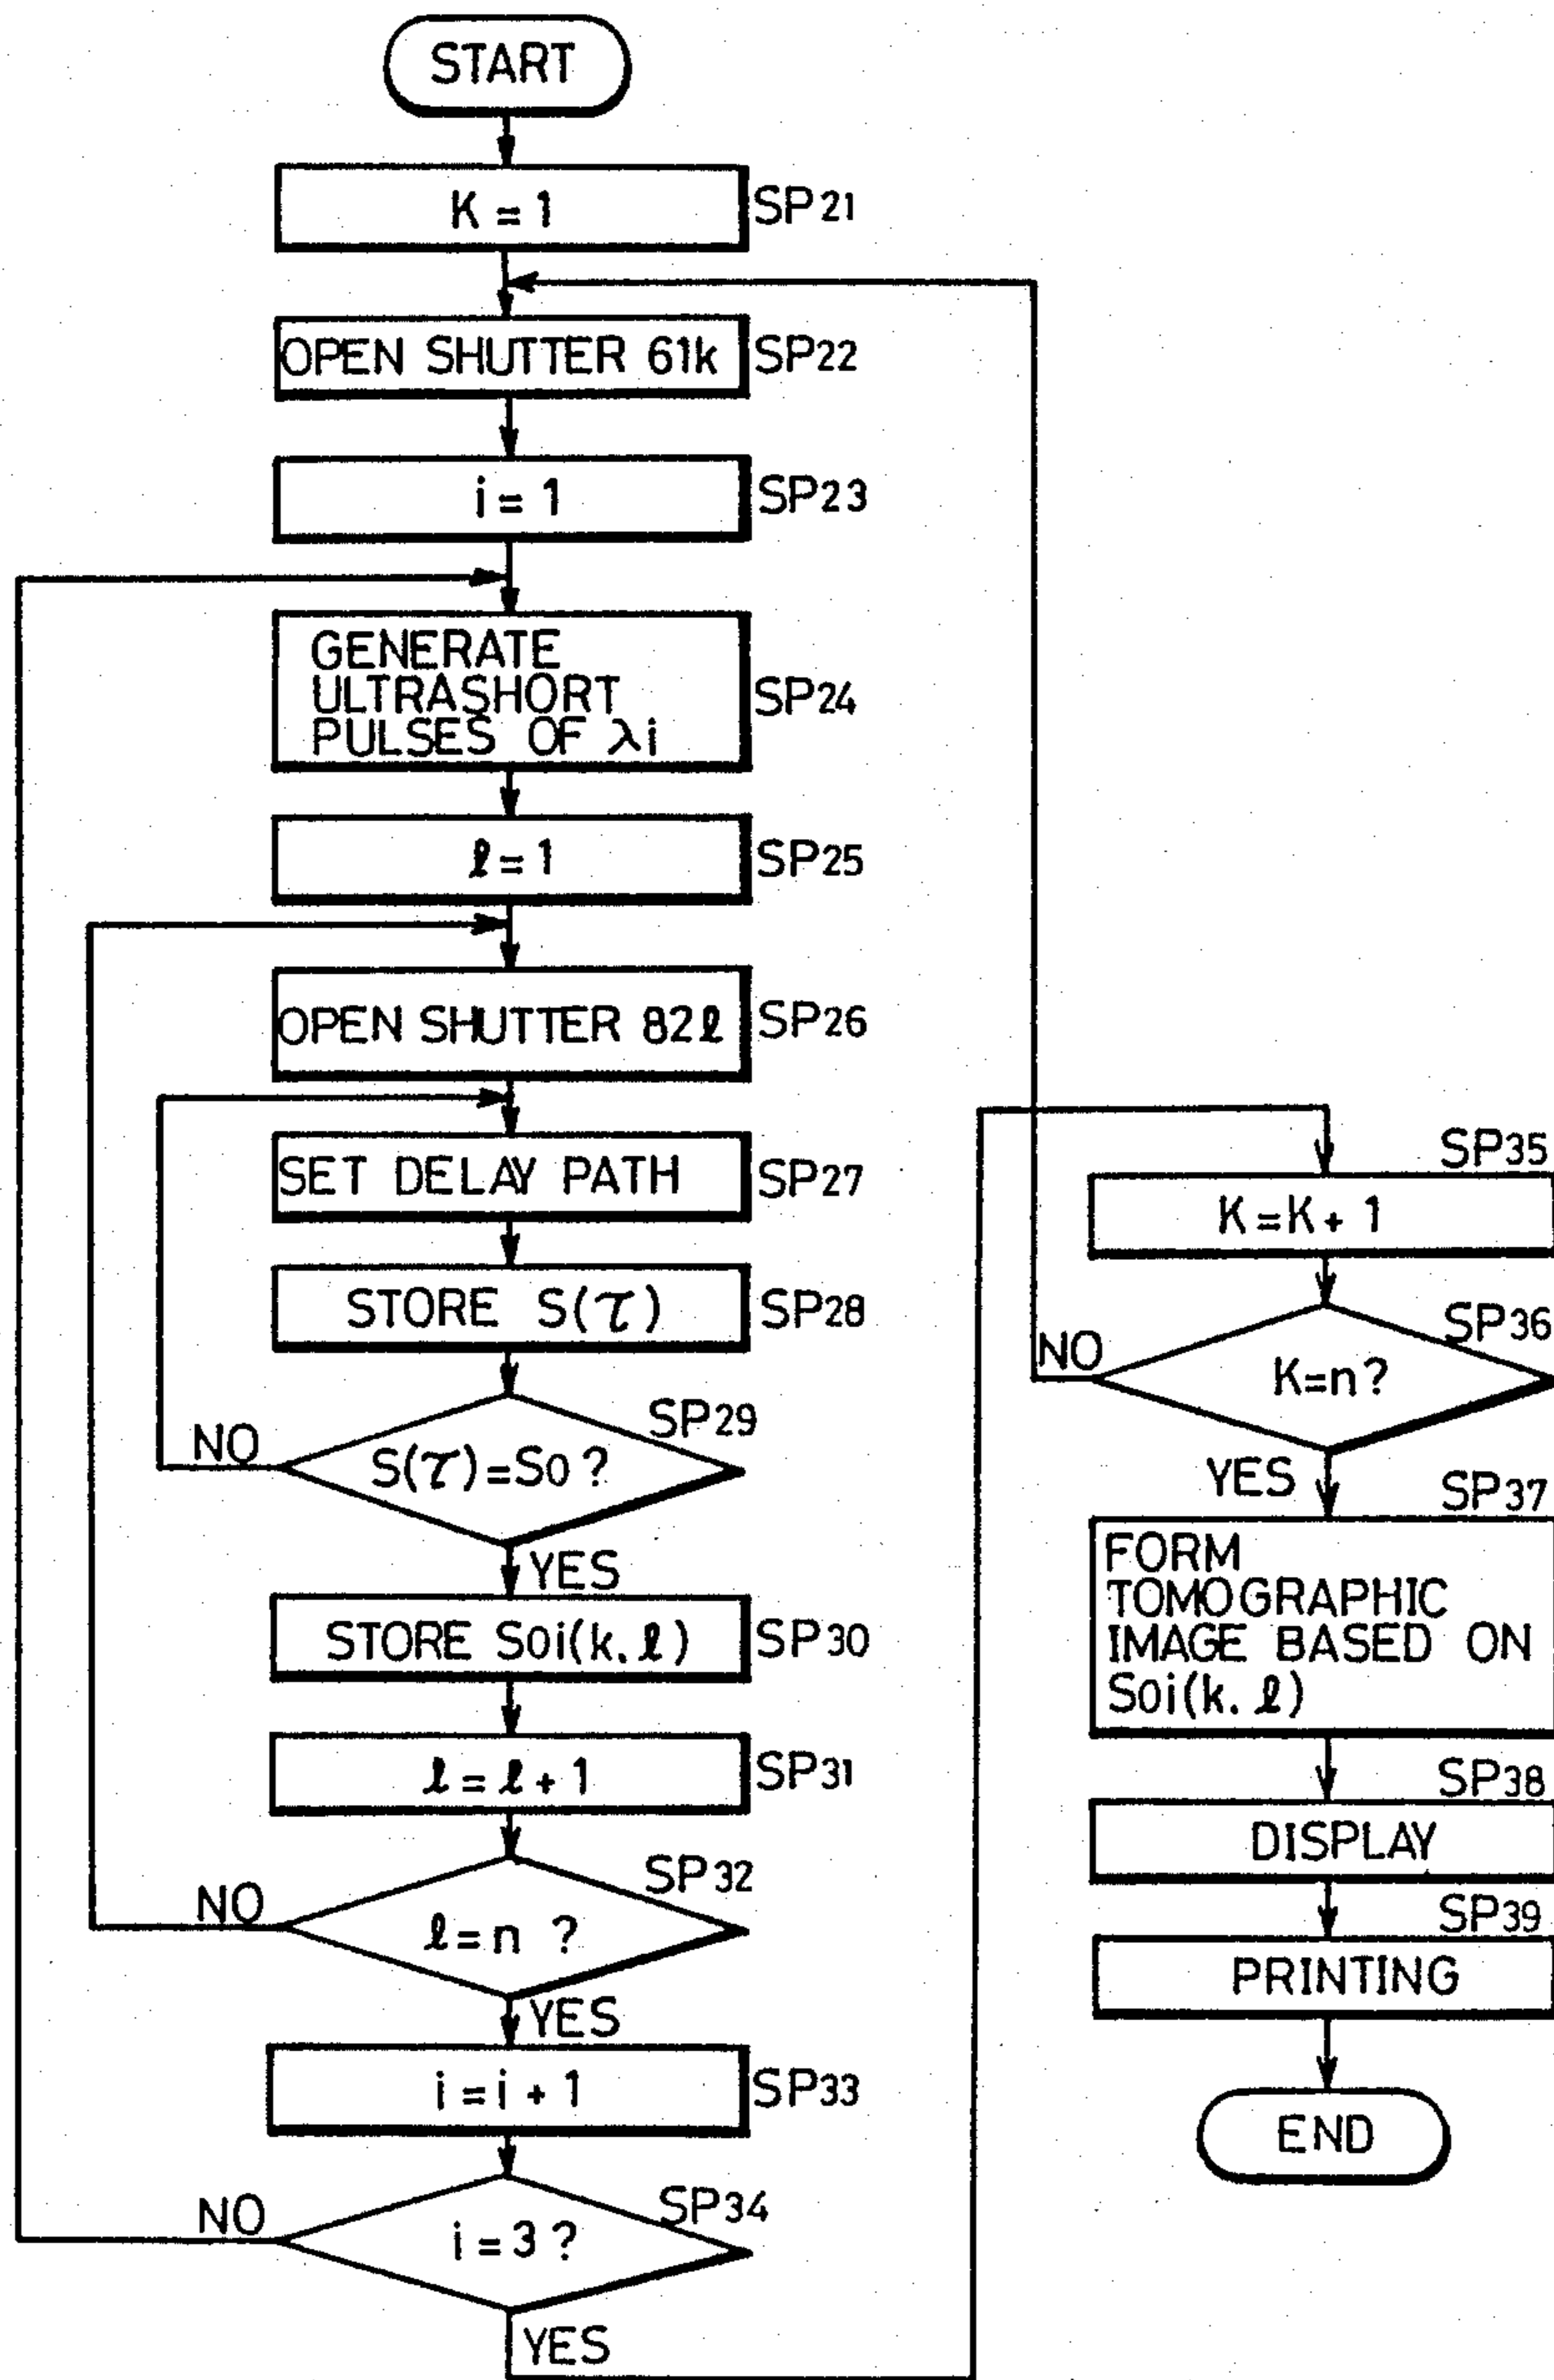 START
K = 1
SP21
OPEN SHUTTER 61k
SP22
i = 1
SP23
GENERATE
ULTRASHORT
PULSES OF λi
SP24
ℓ = 1
SP25
OPEN SHUTTER 82ℓ
SP26
SET DELAY PATH
SP27
STORE S(τ)
SP28
SP29
NO
S(τ)=So ?
YES
STORE Soi(k.ℓ)
SP30
ℓ = ℓ + 1
SP31
SP32
NO
ℓ = n ?
YES
i = i + 1
SP33
SP34
NO
i = 3 ?
YES
SP35
K = K + 1
SP36
NO
K=n?
YES
SP37
FORM
TOMOGRAPHIC
IMAGE BASED ON
Soi(k.ℓ)
SP38
DISPLAY
SP39
PRINTING
END